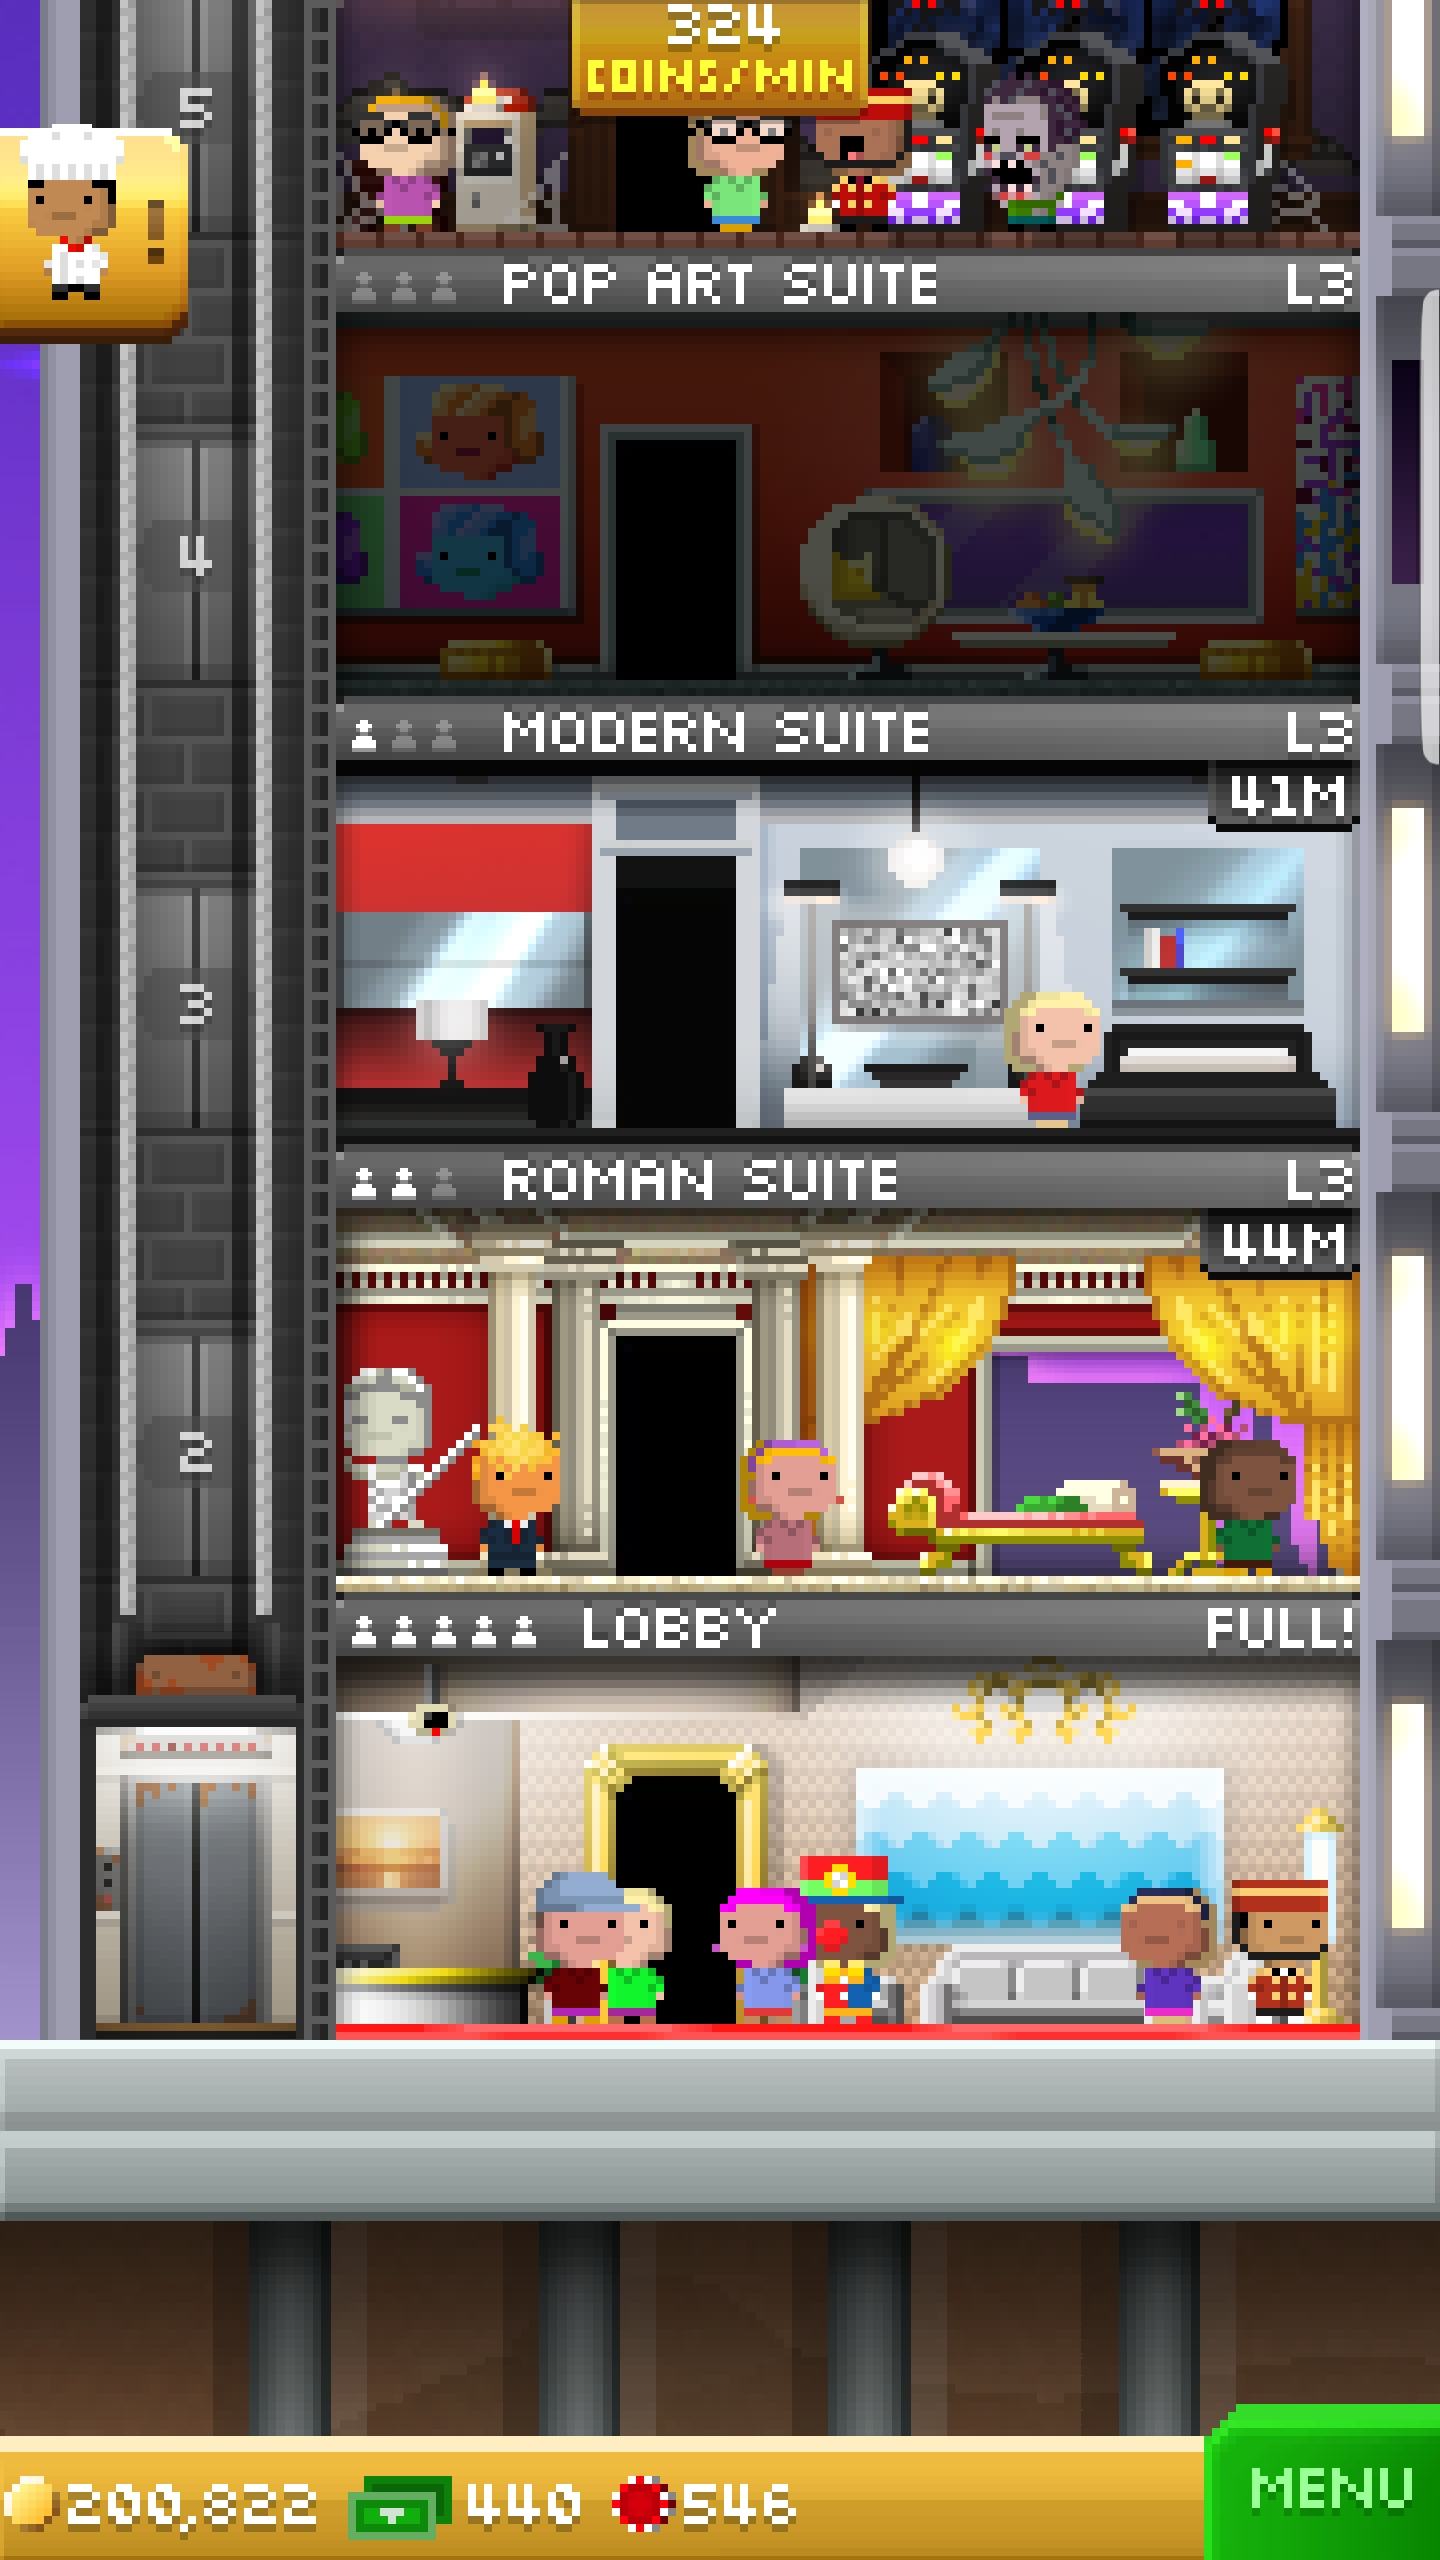 324
COINS/MIN
5
!
POP ART SUITE L3
4
MODERN SUITE L3
41M
3
ROMAN SUITE L3
44M
2
LOBBY FULL!
200,822 440 546
MENU